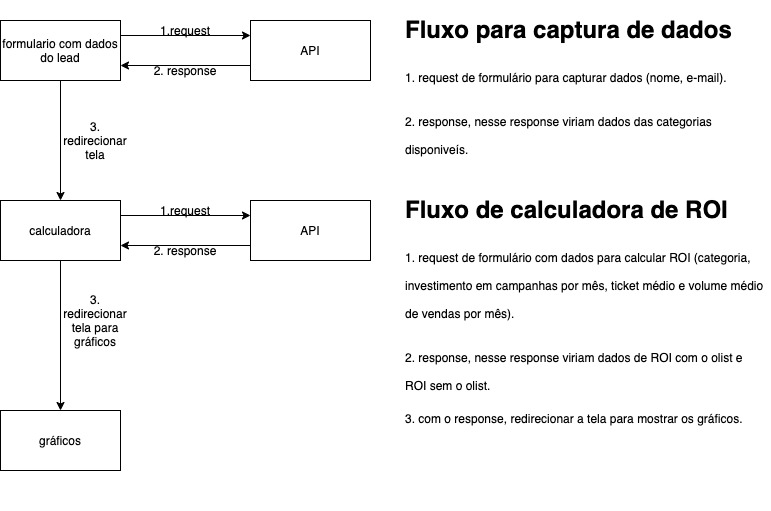 formulario com dados
do lead
1.request
2. response
API
3.
redirecionar
tela
calculadora
1.request
2. response
API
3.
redirecionar
tela para
gráficos
gráficos
Fluxo para captura de dados
1. request de formulário para capturar dados (nome, e-mail).
2. response, nesse response viriam dados das categorias
disponiveís.
Fluxo de calculadora de ROI
1. request de formulário com dados para calcular ROI (categoria,
investimento em campanhas por mês, ticket médio e volume médio
de vendas por mês).
2. response, nesse response viriam dados de ROI com o olist e
ROI sem o olist.
3. com o response, redirecionar a tela para mostrar os gráficos.